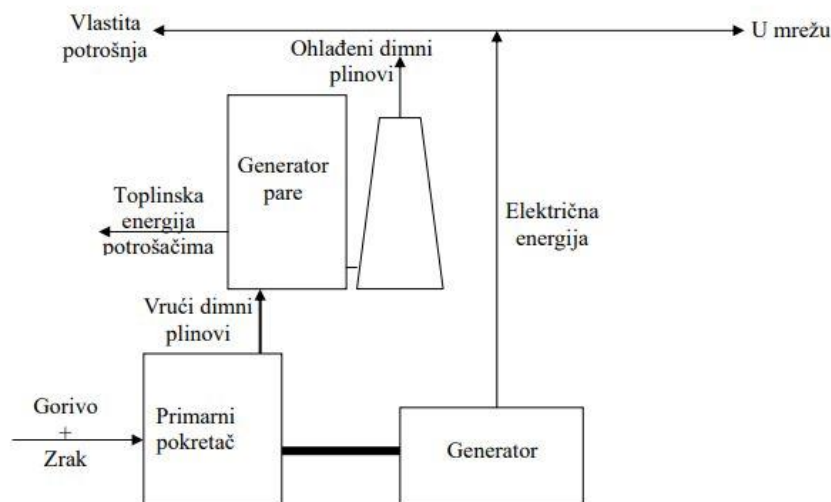 Vlastita
potrošnja
U mrežu
Ohlađeni dimni
plinovi
Generator
pare
Toplinska
energija
potrošačima
Električna
energija
Vrući dimni
plinovi
Gorivo
+
Zrak
Primarni
pokretač
Generator